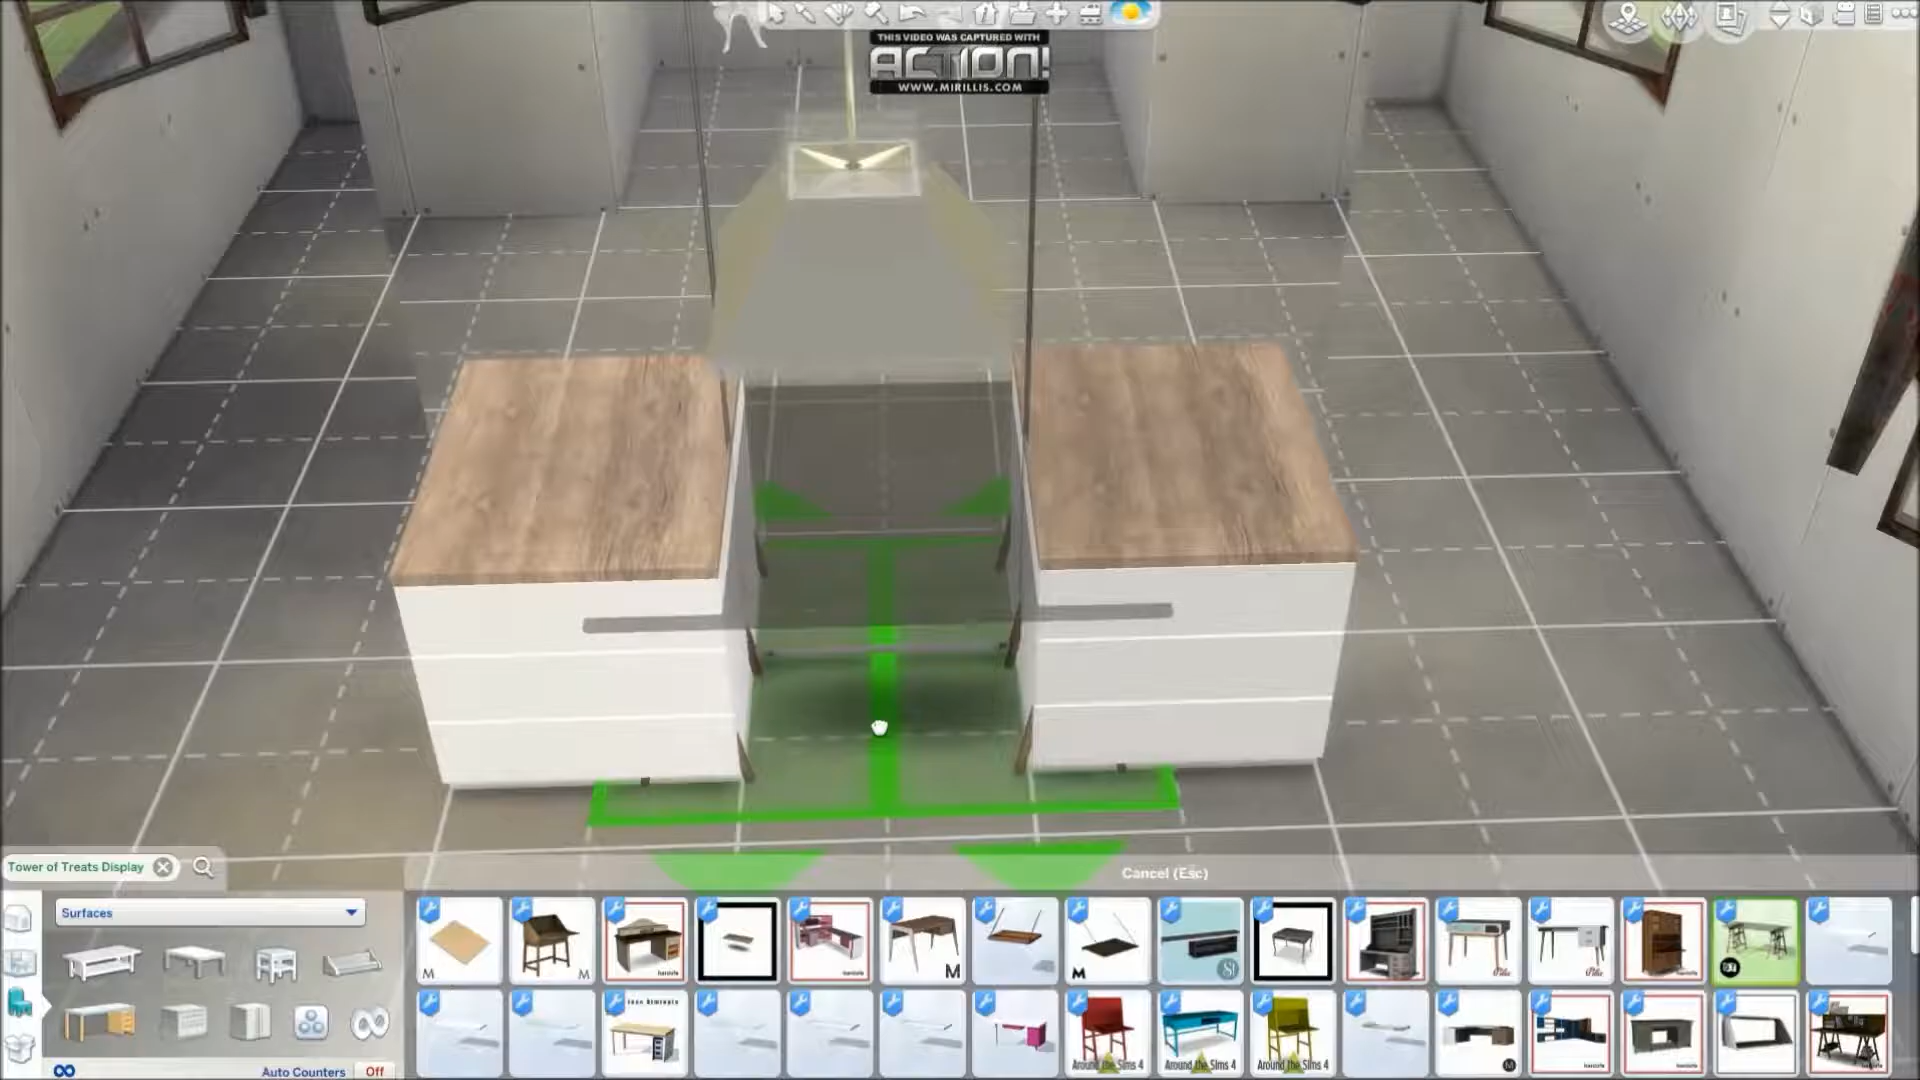 THIS VIDEO WAS CAPTURED WITH
ACTION!
WWW.MIRILLIS.COM
Tower of Treats Display
Cancel (Esc)
Surfaces
M
M
M
M
Around the Sims 4
Around the Sims 4
Around the Sims 4
M
Auto Counters
Off